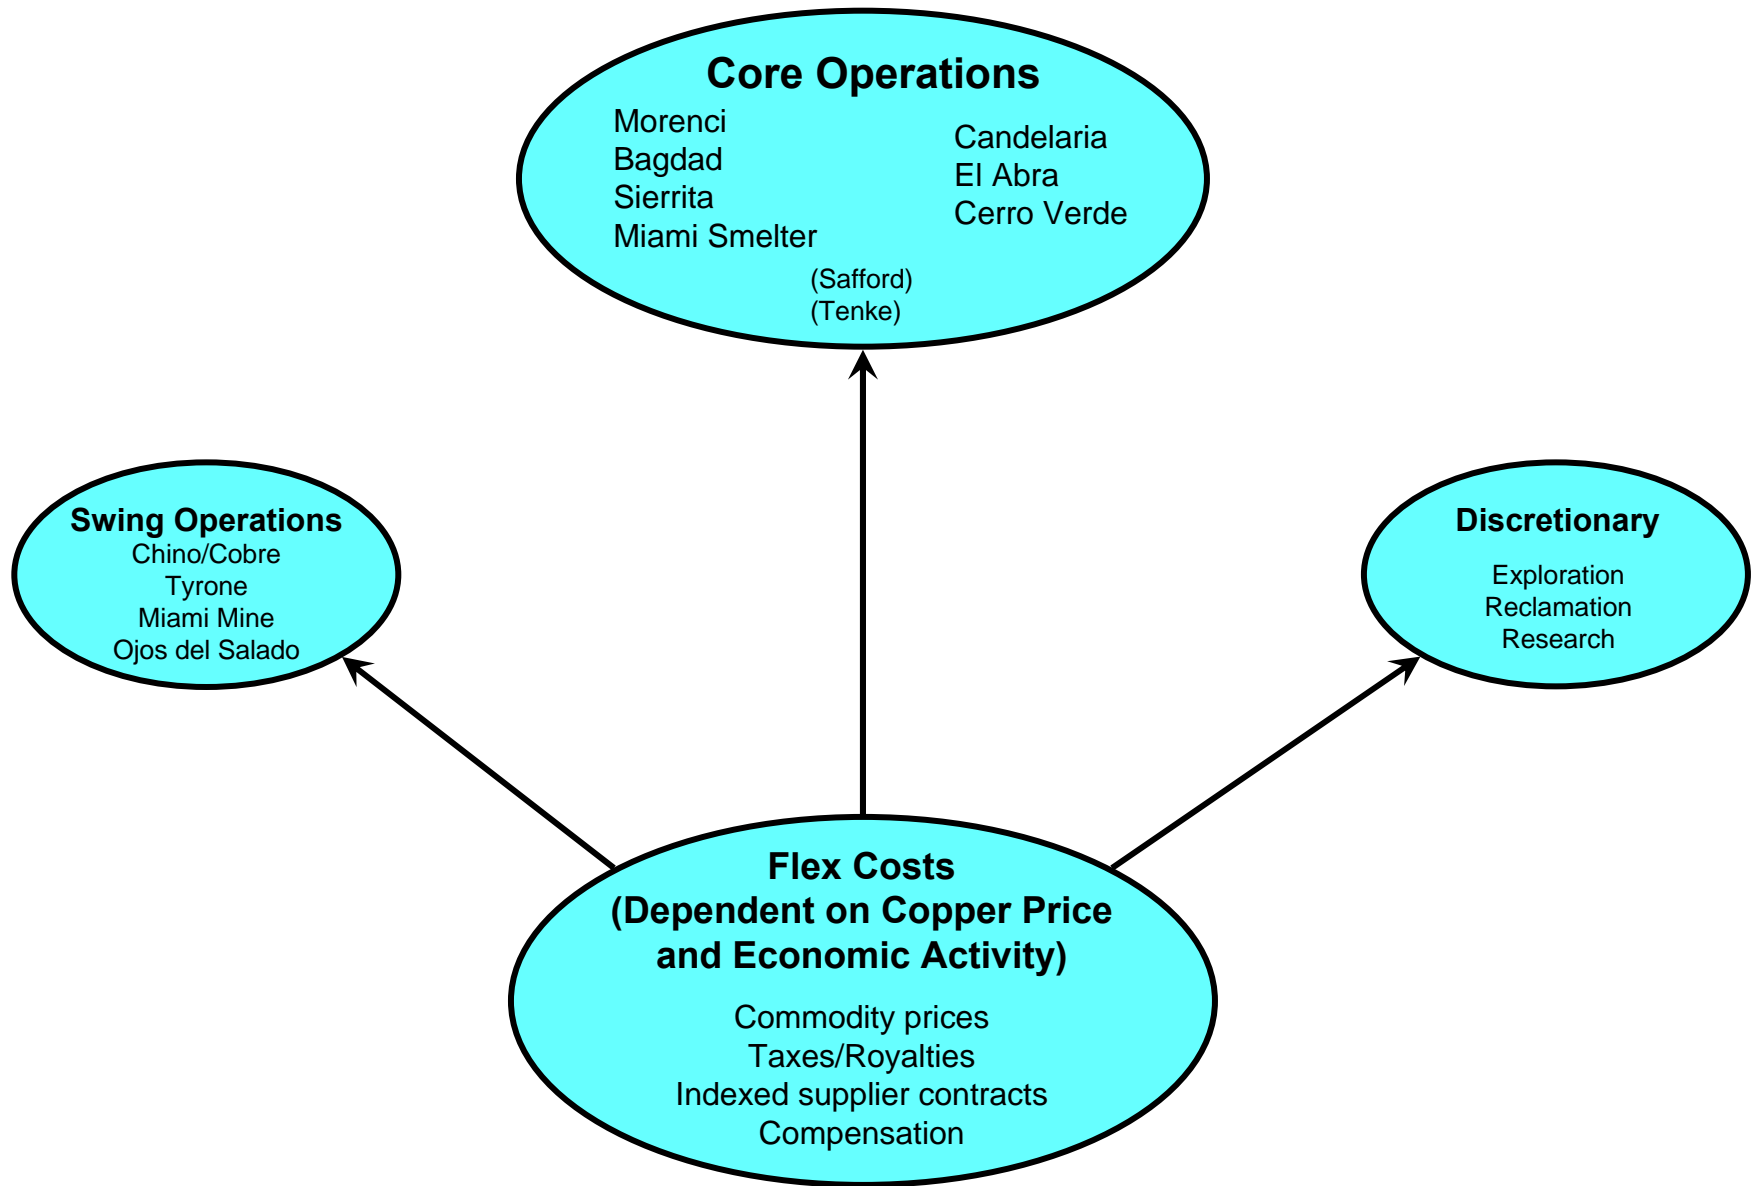 Core Operations
Morenci
Bagdad
Sierrita
Miami Smelter
Candelaria
El Abra
Cerro Verde
(Safford)
(Tenke)
Swing Operations
Chino/Cobre
Tyrone
Miami Mine
Ojos del Salado
Discretionary
Exploration
Reclamation
Research
Flex Costs
(Dependent on Copper Price
and Economic Activity)
Commodity prices
Taxes/Royalties
Indexed supplier contracts
Compensation